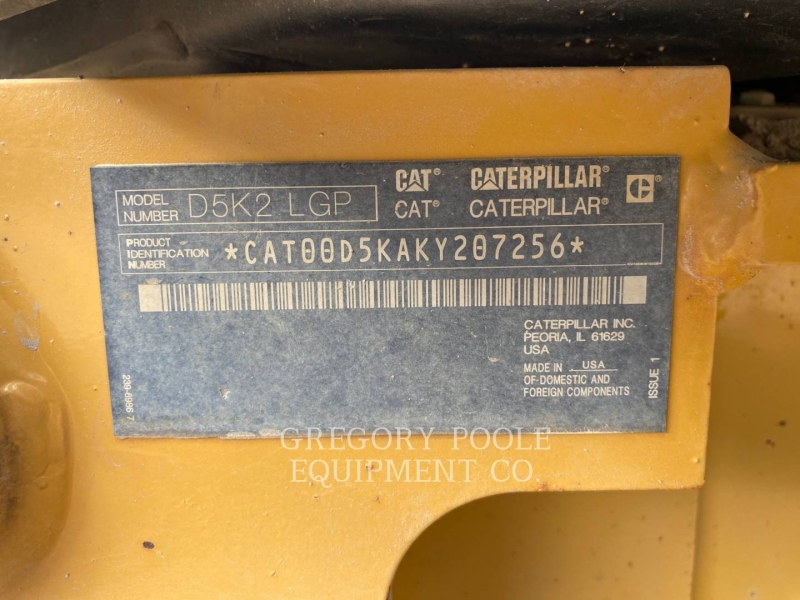 MODEL NUMBER D5K2 LGP
CAT® CATERPILLAR®
CAT® CATERPILLAR®
PRODUCT IDENTIFICATION NUMBER *CAT00D5KAKY207256*
CATERPILLAR INC.
PEORIA, IL 61629
USA
MADE IN USA
OF DOMESTIC AND
FOREIGN COMPONENTS
ISSUE 1
GREGORY POOLE
EQUIPMENT CO.